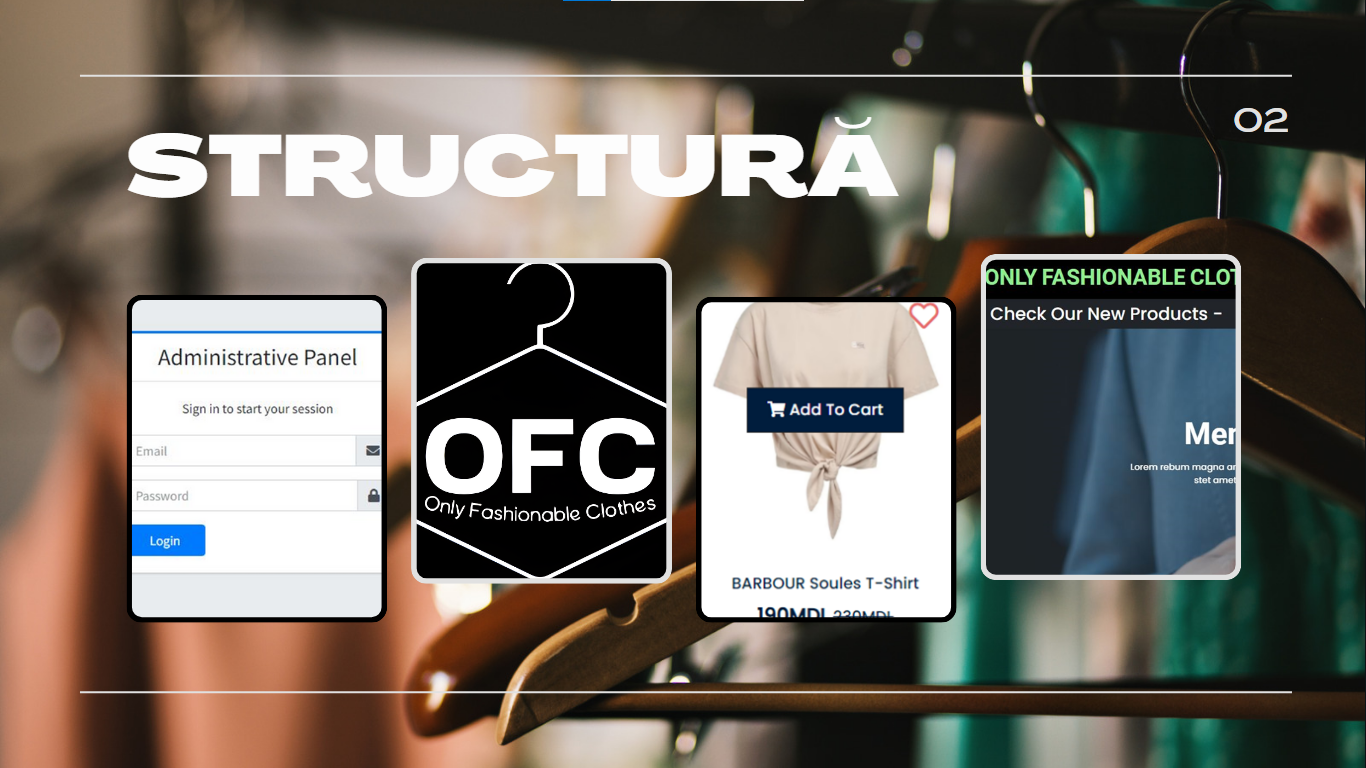 02
STRUCTURĂ
Administrative Panel
Sign in to start your session
Email
Password
Login
OFC
Only Fashionable Clothes
Add To Cart
BARBOUR Soules T-Shirt
190MDL 230MDL
ONLY FASHIONABLE CLOT
Check Our New Products -
Mer
Lorem rebum magna ar
stet amet